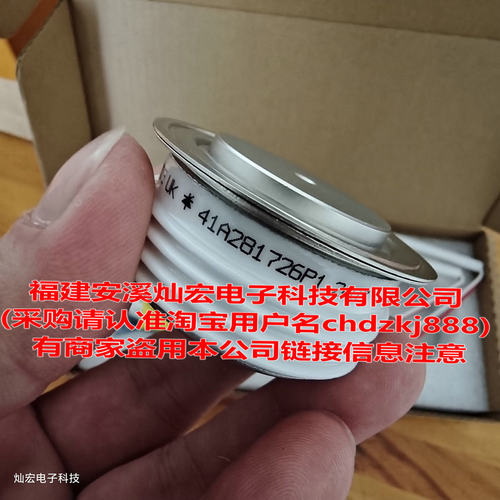 UK * 41A281726P1
福建安溪灿宏电子科技有限公司
(采购请认准淘宝用户名chdzkj888)
有商家盗用本公司链接信息注意
灿宏电子科技